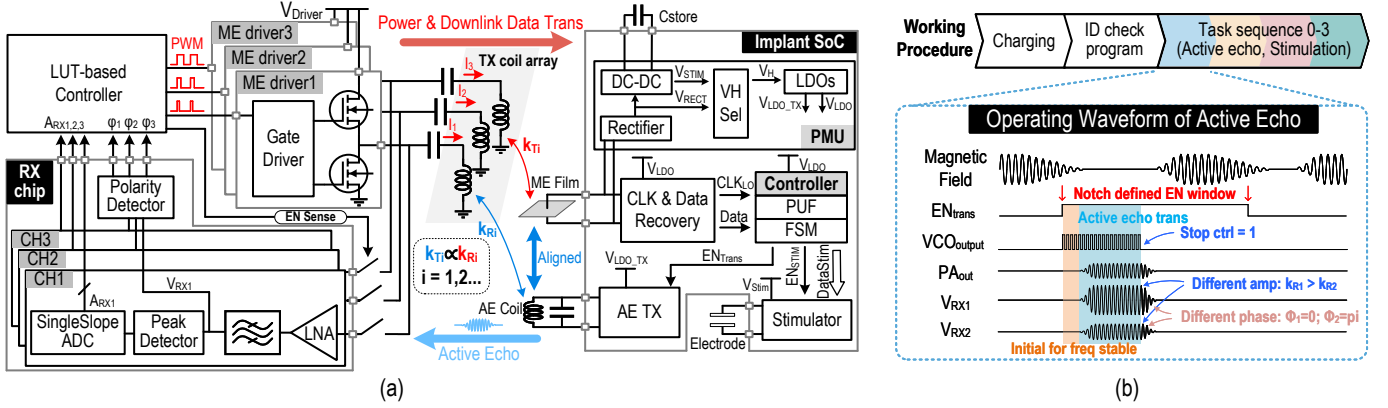 V_Driver
Power & Downlink Data Trans
Cstore
ME driver3
ME driver2
ME driver1
PWM
LUT-based
Controller
A_RX1,2,3
φ₁ φ₂ φ₃
Gate
Driver
TX coil array
I₃
I₂
I₁
k_Ti
k_Ri
Implant SoC
DC-DC
V_STIM
V_RECT
Rectifier
VH
Sel
V_H
LDOs
V_LDO_TX
V_LDO
PMU
RX
chip
Polarity
Detector
EN Sense
ME Film
V_LDO
CLK & Data
Recovery
CLK_LO
Data
V_LDO
Controller
PUF
FSM
CH3
CH2
CH1
A_RX1
V_RX1
SingleSlope
ADC
Peak
Detector
LNA
k_Ti∝k_Ri
i = 1,2...
Aligned
AE Coil
Active Echo
V_LDO_TX
AE TX
EN_Trans
EN_STIM
DataStim
V_Stim
Stimulator
Electrode
(a)
Working
Procedure
Charging
ID check
program
Task sequence 0-3
(Active echo, Stimulation)
Operating Waveform of Active Echo
Magnetic
Field
Notch defined EN window
EN_trans
Active echo trans
VCO_output
Stop ctrl = 1
PA_out
V_RX1
Different amp: k_R1 > k_R2
Different phase: Φ₁=0; Φ₂=pi
V_RX2
Initial for freq stable
(b)